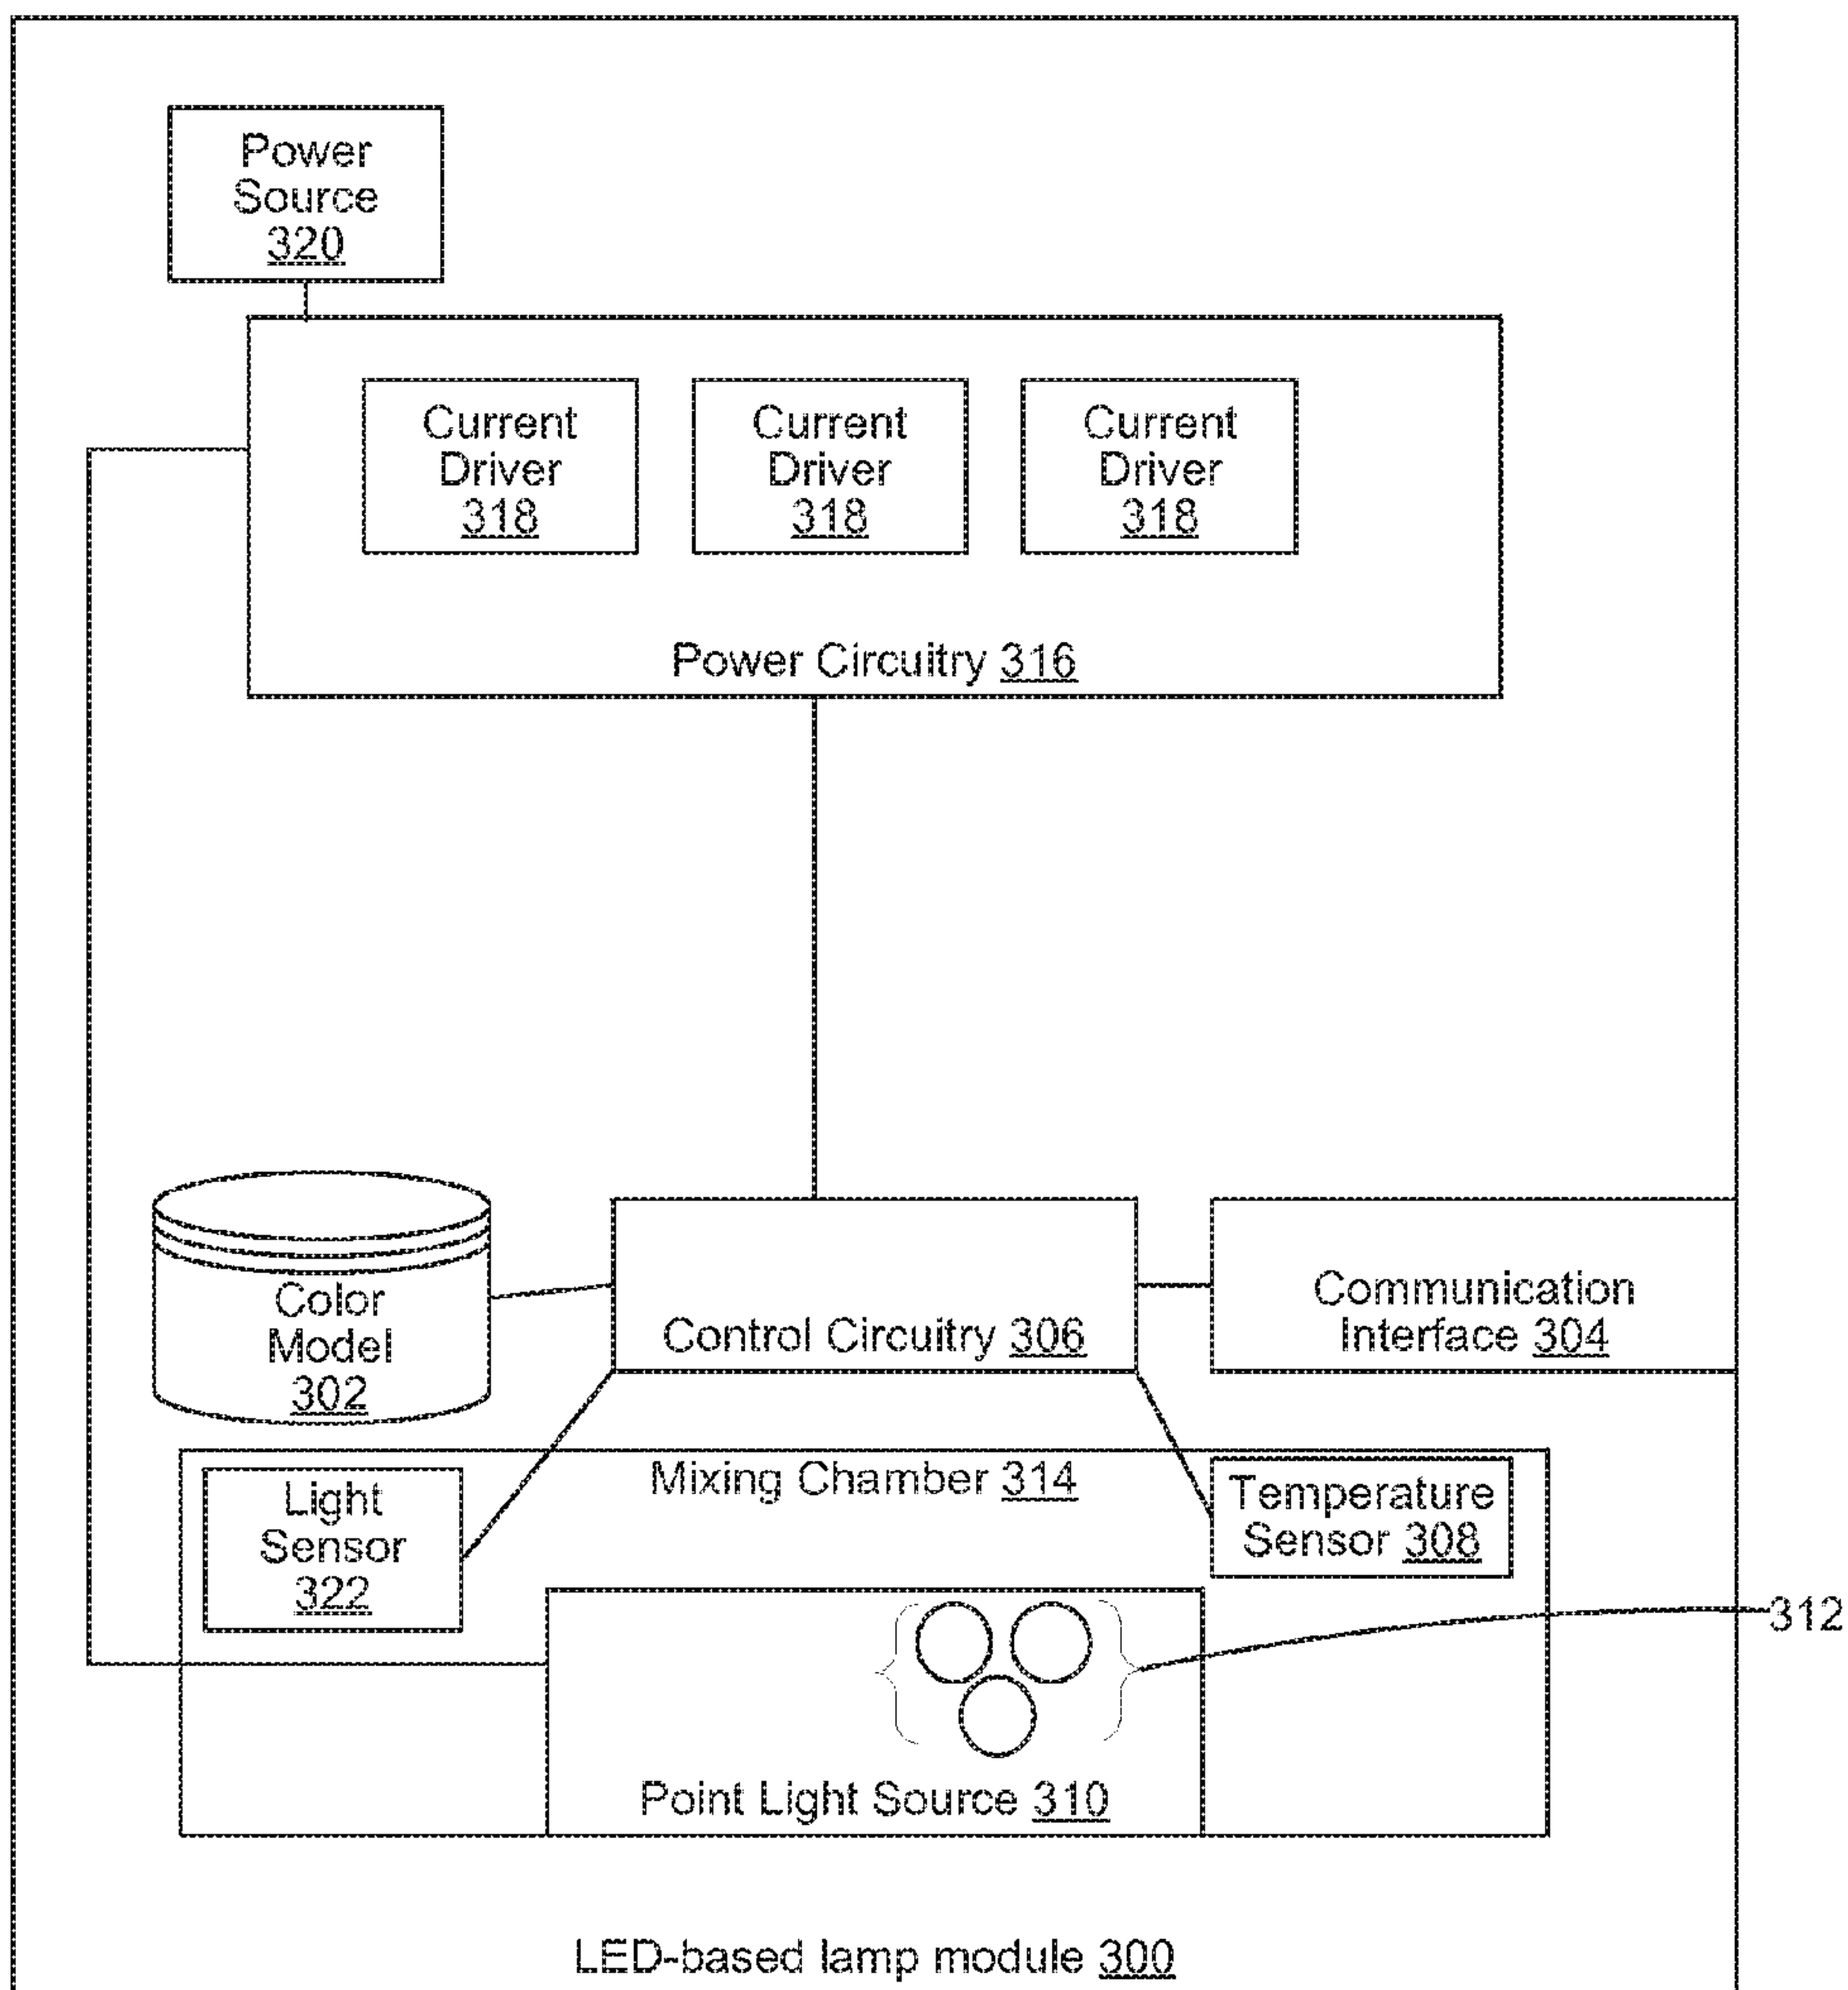 Power
Source
320
Current
Driver
318
Current
Driver
318
Current
Driver
318
Power Circuitry 316
Color
Model
302
Control Circuitry 306
Communication
Interface 304
Mixing Chamber 314
Light
Sensor
322
Temperature
Sensor 308
312
Point Light Source 310
LED-based lamp module 300